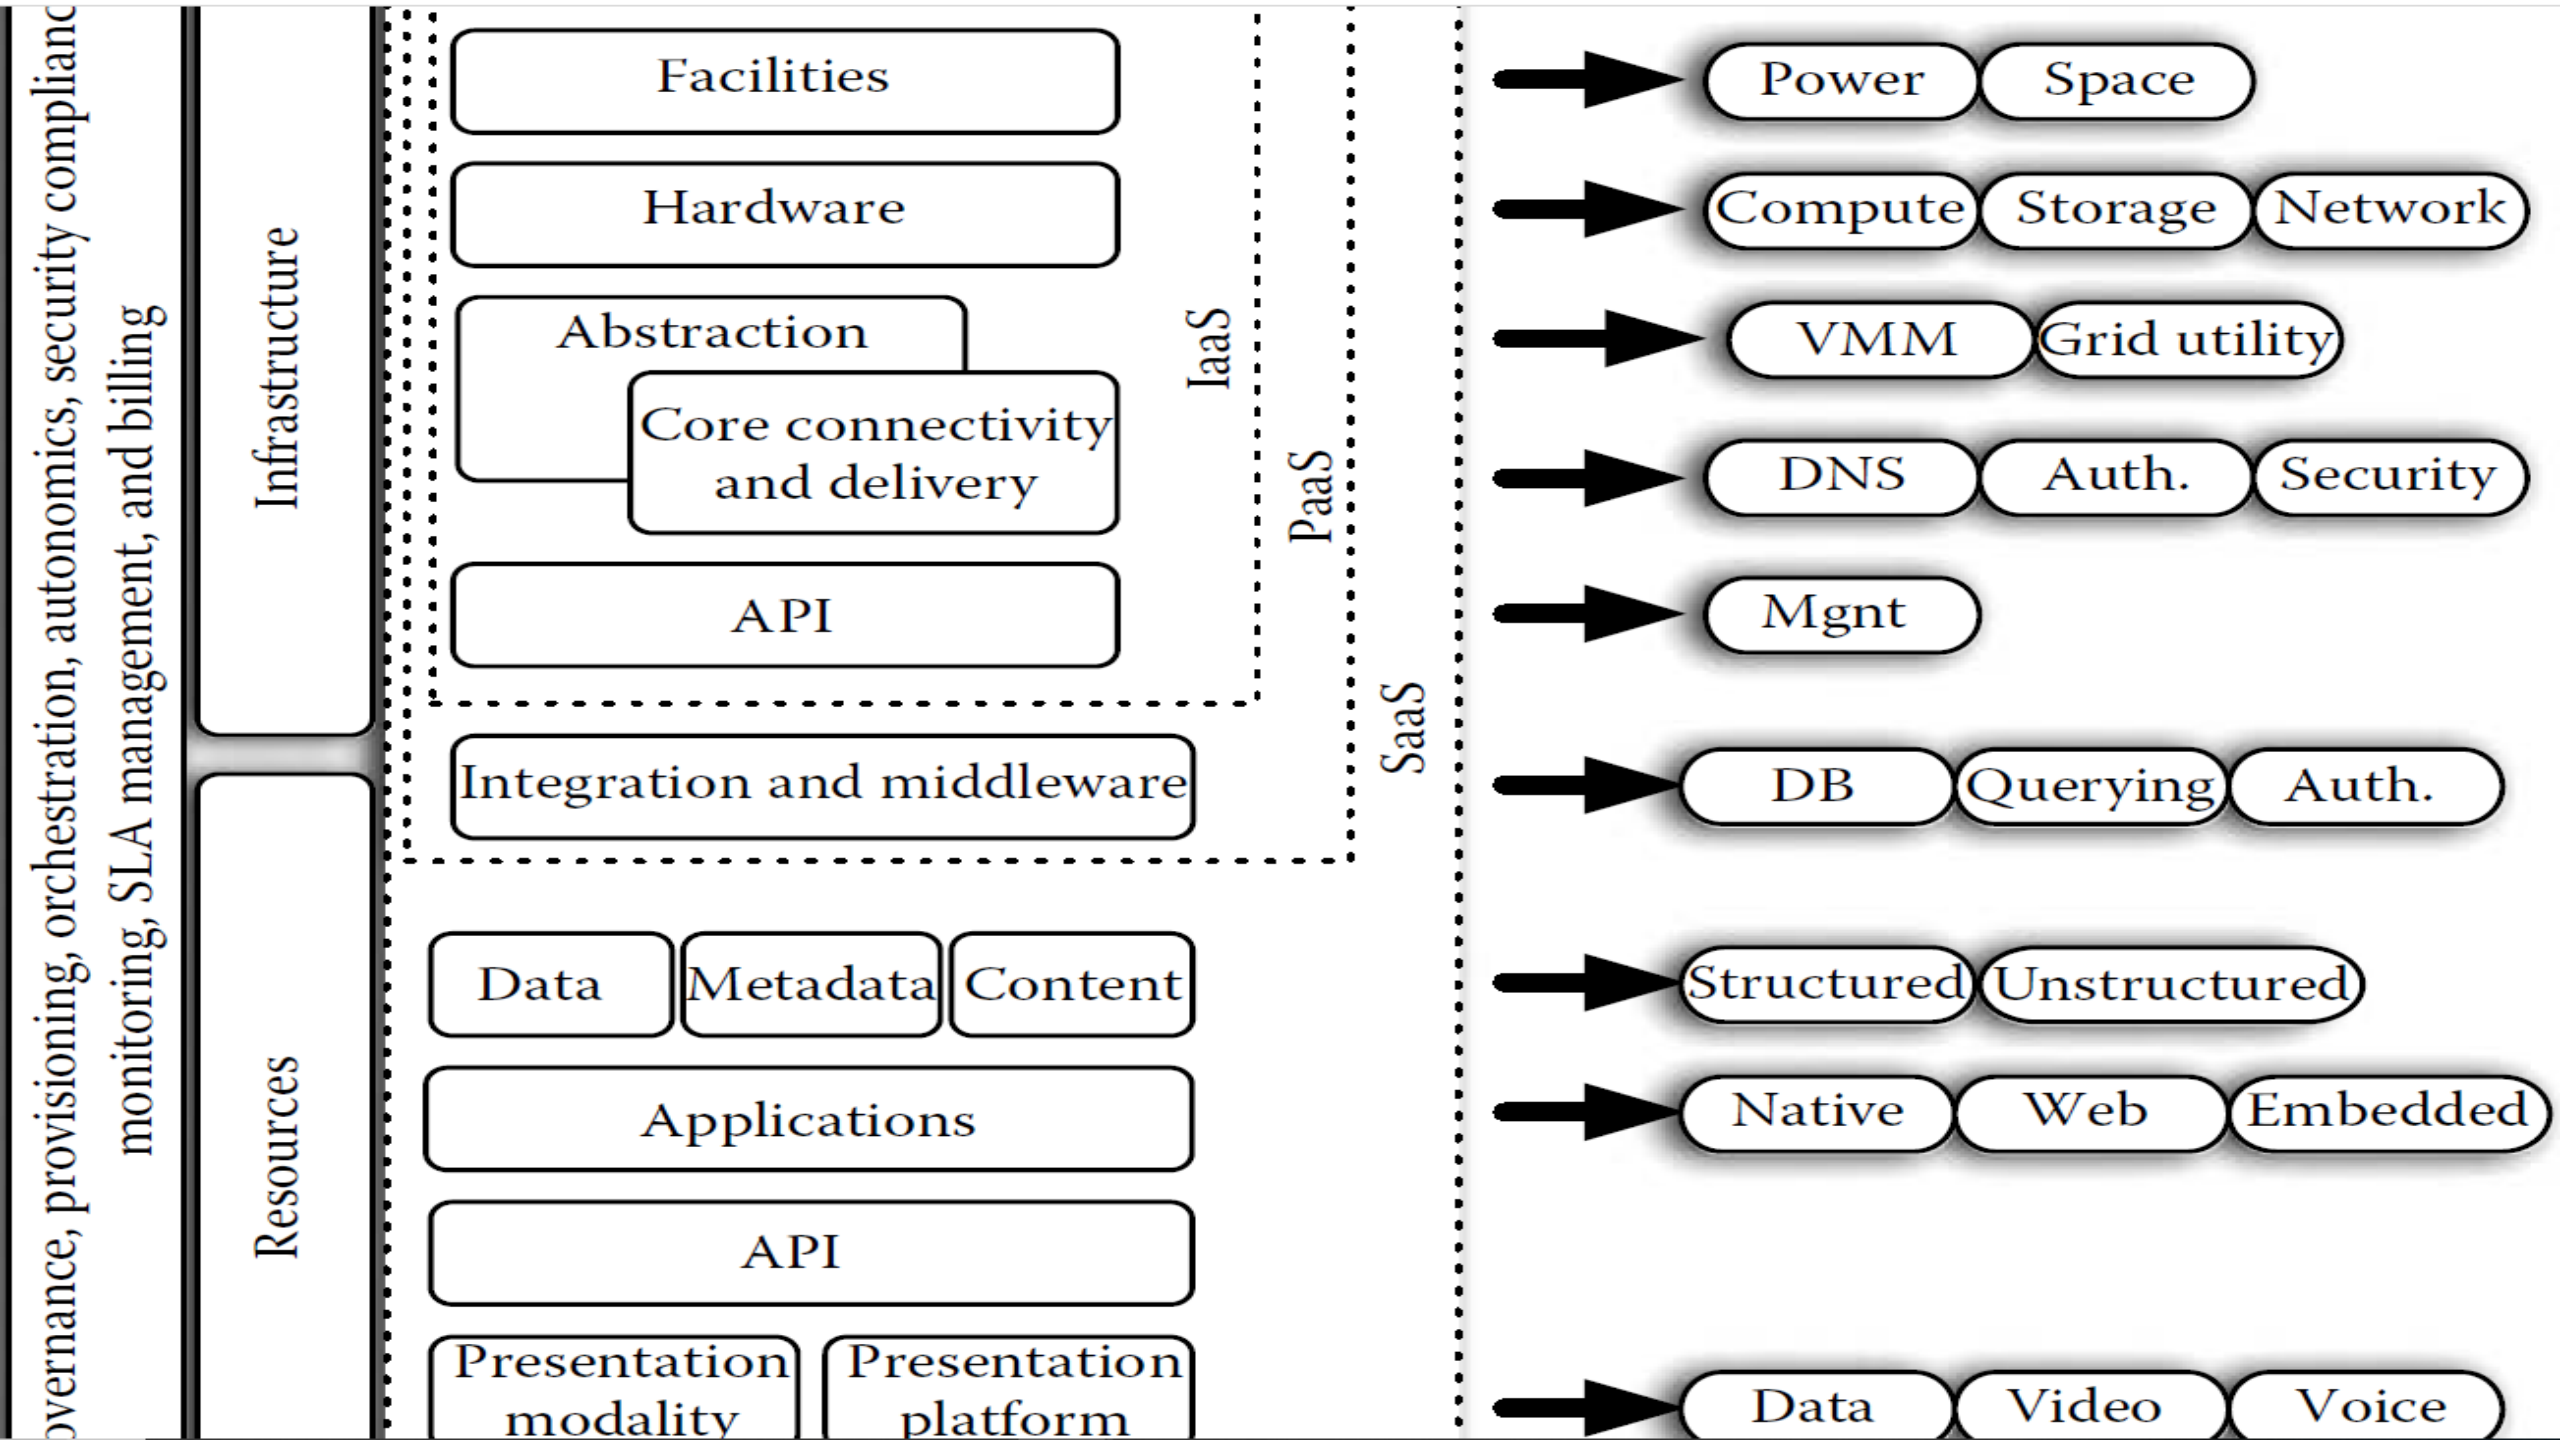 overnance, provisioning, orchestration, autonomics, security complianc
monitoring, SLA management, and billing
Infrastructure
Resources
Facilities
Hardware
Abstraction
Core connectivity
and delivery
API
IaaS
Integration and middleware
PaaS
Data Metadata Content
Applications
API
Presentation
modality
Presentation
platform
SaaS
Power Space
Compute Storage Network
VMM Grid utility
DNS Auth. Security
Mgnt
DB Querying Auth.
Structured Unstructured
Native Web Embedded
Data Video Voice